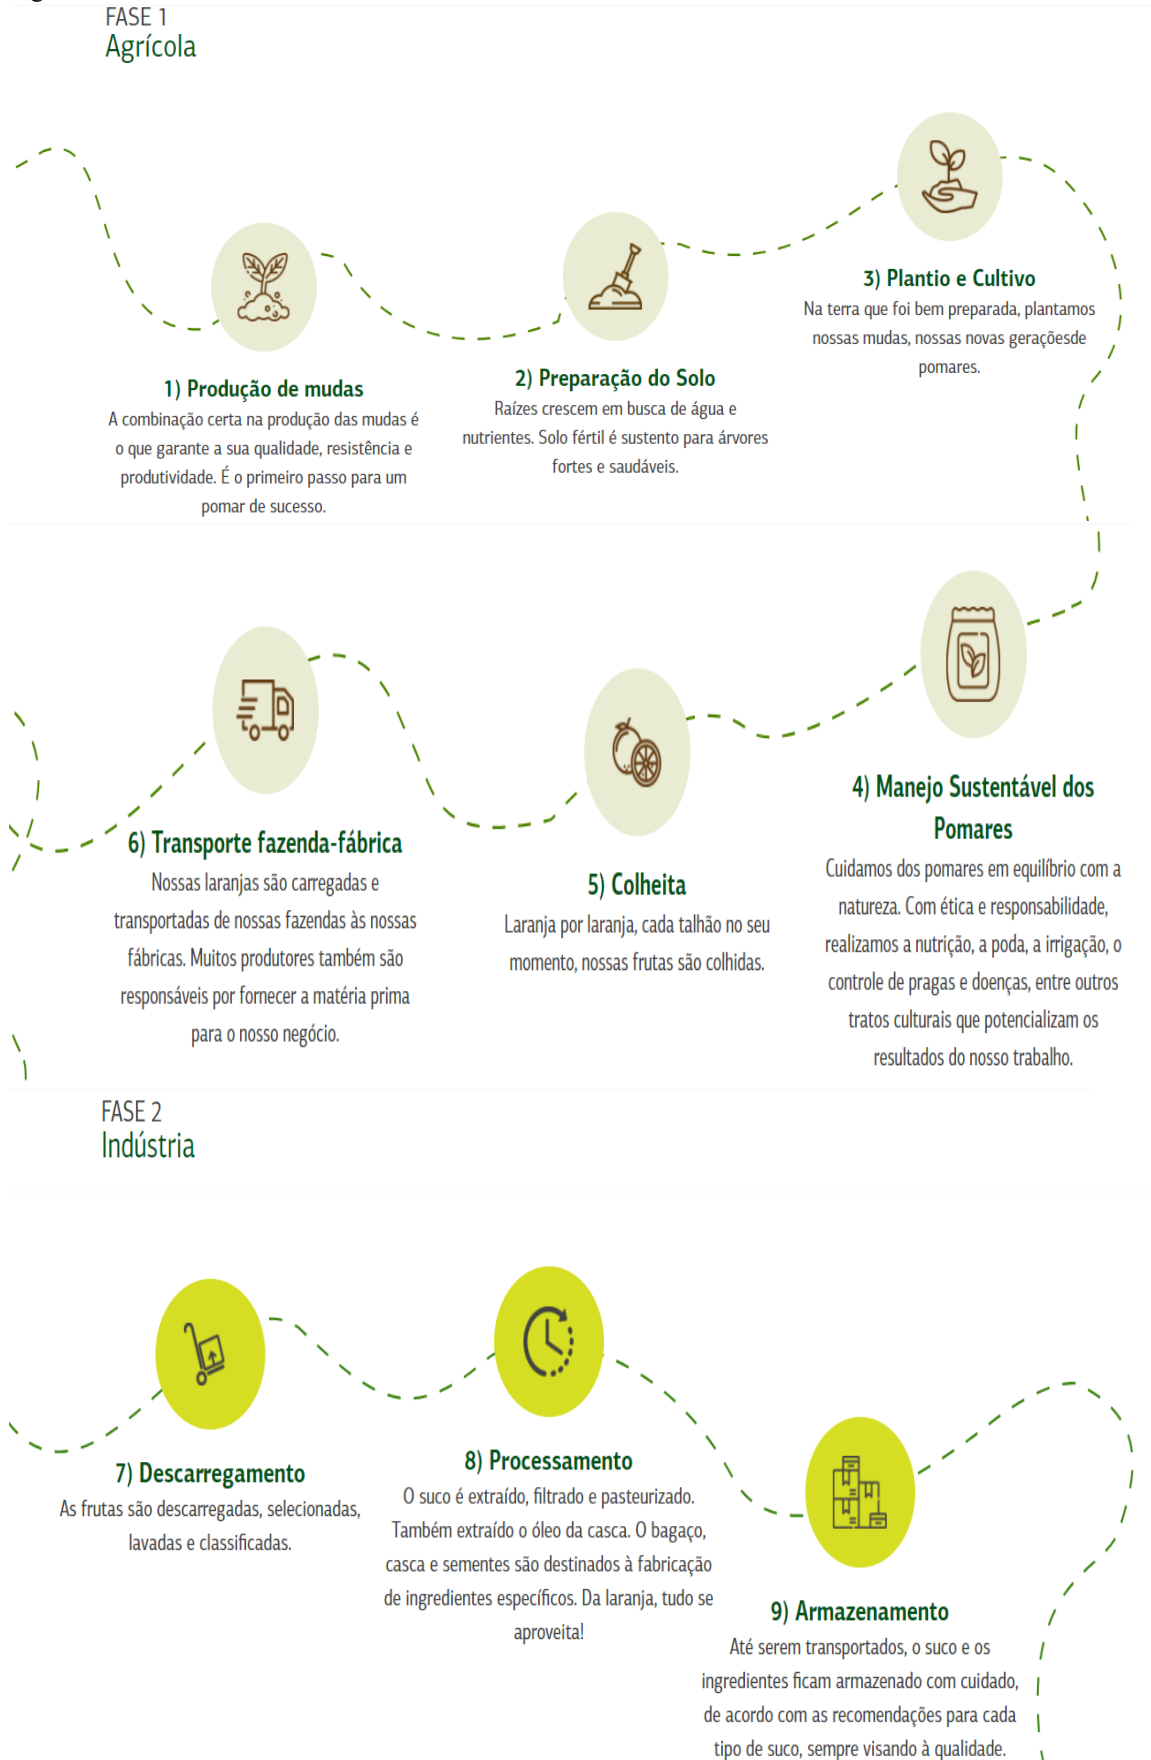 FASE 1
Agrícola
1) Produção de mudas
A combinação certa na produção das mudas é
o que garante a sua qualidade, resistência e
produtividade. É o primeiro passo para um
pomar de sucesso.
2) Preparação do Solo
Raízes crescem em busca de água e
nutrientes. Solo fértil é sustento para árvores
fortes e saudáveis.
3) Plantio e Cultivo
Na terra que foi bem preparada, plantamos
nossas mudas, nossas novas geraçõesde
pomares.
4) Manejo Sustentável dos
Pomares
Cuidamos dos pomares em equilíbrio com a
natureza. Com ética e responsabilidade,
realizamos a nutrição, a poda, a irrigação, o
controle de pragas e doenças, entre outros
tratos culturais que potencializam os
resultados do nosso trabalho.
5) Colheita
Laranja por laranja, cada talhão no seu
momento, nossas frutas são colhidas.
6) Transporte fazenda-fábrica
Nossas laranjas são carregadas e
transportadas de nossas fazendas às nossas
fábricas. Muitos produtores também são
responsáveis por fornecer a matéria prima
para o nosso negócio.
FASE 2
Indústria
7) Descarregamento
As frutas são descarregadas, selecionadas,
lavadas e classificadas.
8) Processamento
O suco é extraído, filtrado e pasteurizado.
Também extraído o óleo da casca. O bagaço,
casca e sementes são destinados à fabricação
de ingredientes específicos. Da laranja, tudo se
aproveita!
9) Armazenamento
Até serem transportados, o suco e os
ingredientes ficam armazenado com cuidado,
de acordo com as recomendações para cada
tipo de suco, sempre visando à qualidade.